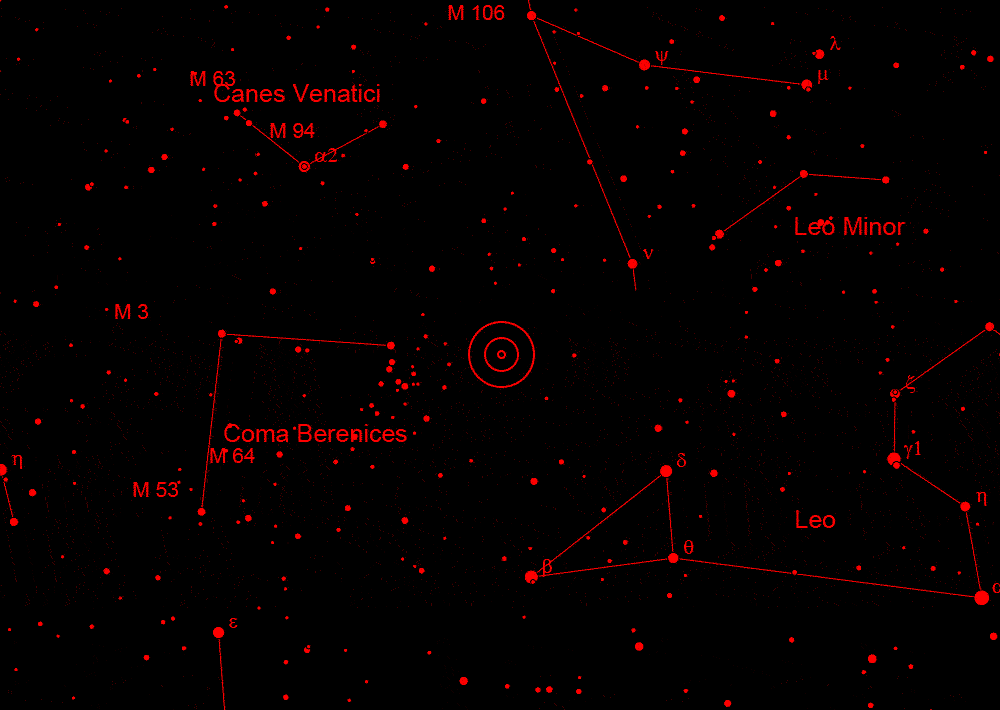 M 106
λ
ψ
μ
M 63
Canes Venatici
M 94
α2
Leo Minor
ν
M 3
ζ
Coma Berenices
γ1
M 64
η
δ
M 53
η
Leo
θ
β
α
ε